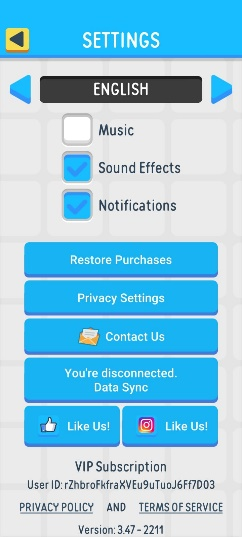 SETTINGS
ENGLISH
Music
Sound Effects
Notifications
Restore Purchases
Privacy Settings
Contact Us
You're disconnected.
Data Sync
Like Us! Like Us!
VIP Subscription
User ID: rZhbroFkfraXVEu9uTuoJ6Ff7D03
PRIVACY POLICY AND TERMS OF SERVICE
Version: 3.47 - 2211